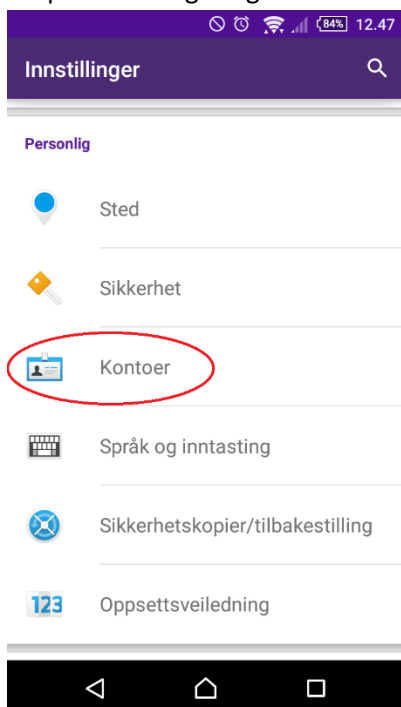 84% 12.47
Innstillinger
Personlig
Sted
Sikkerhet
Kontoer
Språk og inntasting
Sikkerhetskopier/tilbakestilling
123 Oppsettsveiledning